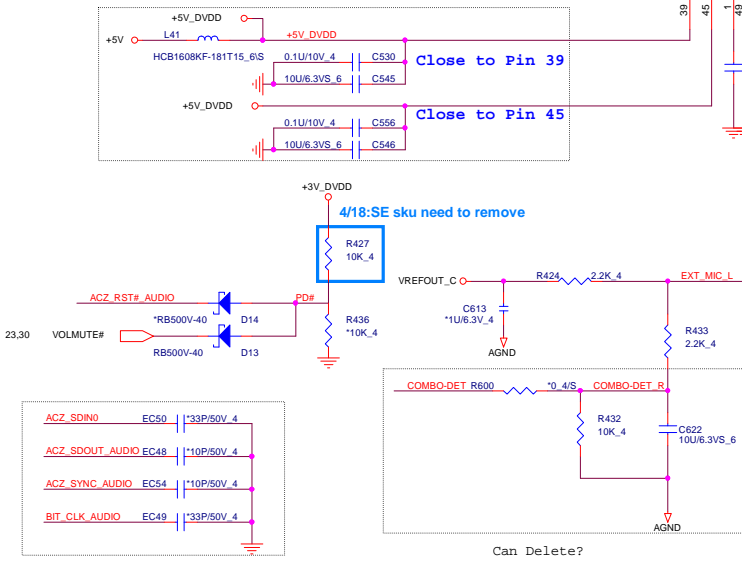 39
45
1
49
+5V_DVDD
+5V
L41
+5V_DVDD
HCB1608KF-181T15_6\S
0.1U/10V_4
C530
Close to Pin 39
10U/6.3VS_6
C545
+5V_DVDD
Close to Pin 45
0.1U/10V_4
C556
10U/6.3VS_6
C546
+3V_DVDD
4/18:SE sku need to remove
R427
10K_4
VREFOUT_C
R424
2.2K_4
EXT_MIC_L
ACZ_RST#_AUDIO
PD#
*RB500V-40
D14
R436
*10K_4
C613
*1U/6.3V_4
AGND
R433
2.2K_4
23,30
VOLMUTE#
RB500V-40
D13
COMBO-DET
R600
*0_4/S
COMBO-DET_R
R432
10K_4
C622
10U/6.3VS_6
AGND
ACZ_SDIN0
EC50
*33P/50V_4
ACZ_SDOUT_AUDIO
EC48
*10P/50V_4
ACZ_SYNC_AUDIO
EC54
*10P/50V_4
BIT_CLK_AUDIO
EC49
*33P/50V_4
Can Delete?